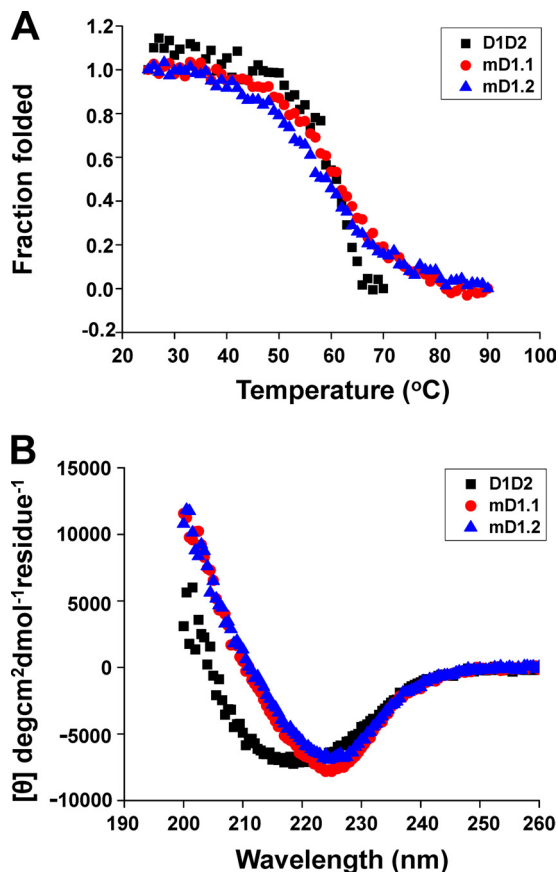 A
D1D2
mD1.1
mD1.2
Fraction folded
1.2
1.0
0.8
0.6
0.4
0.2
0.0
-0.2
20 30 40 50 60 70 80 90 100
Temperature (oC)
B
D1D2
mD1.1
mD1.2
[θ] degcm²dmol⁻¹residue⁻¹
15000
10000
5000
0
-5000
-10000
190 200 210 220 230 240 250 260
Wavelength (nm)